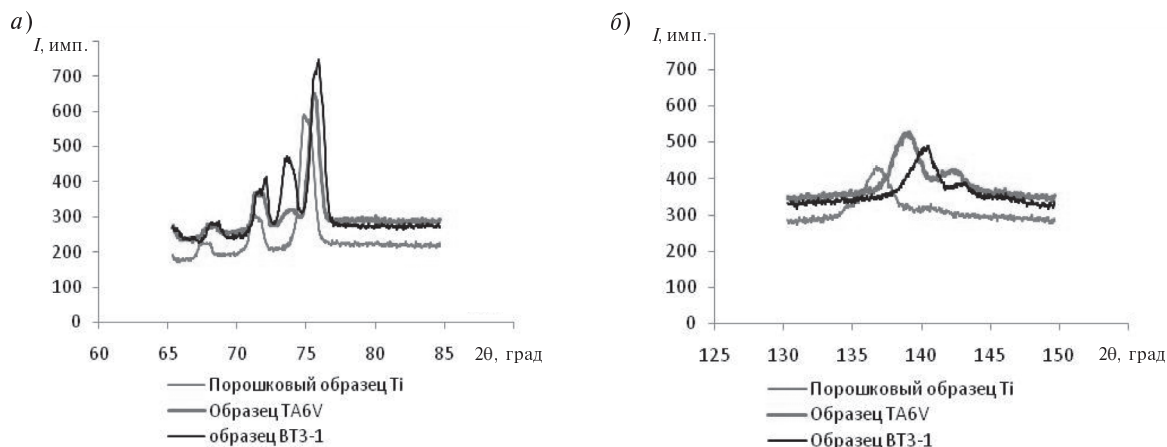 а)
I, имп.
700
600
500
400
300
200
100
0
60 65 70 75 80 85 2θ, град
Порошковый образец Ti
Образец TA6V
образец ВТ3-1
б)
I, имп.
700
600
500
400
300
200
100
0
125 130 135 140 145 150 2θ, град
Порошковый образец Ti
Образец TA6V
Образец ВТ3-1